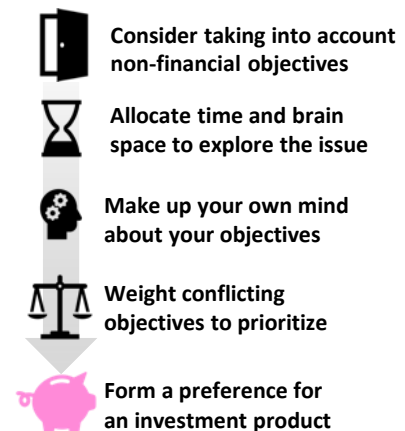 Consider taking into account
non-financial objectives
Allocate time and brain
space to explore the issue
Make up your own mind
about your objectives
Weight conflicting
objectives to prioritize
Form a preference for
an investment product